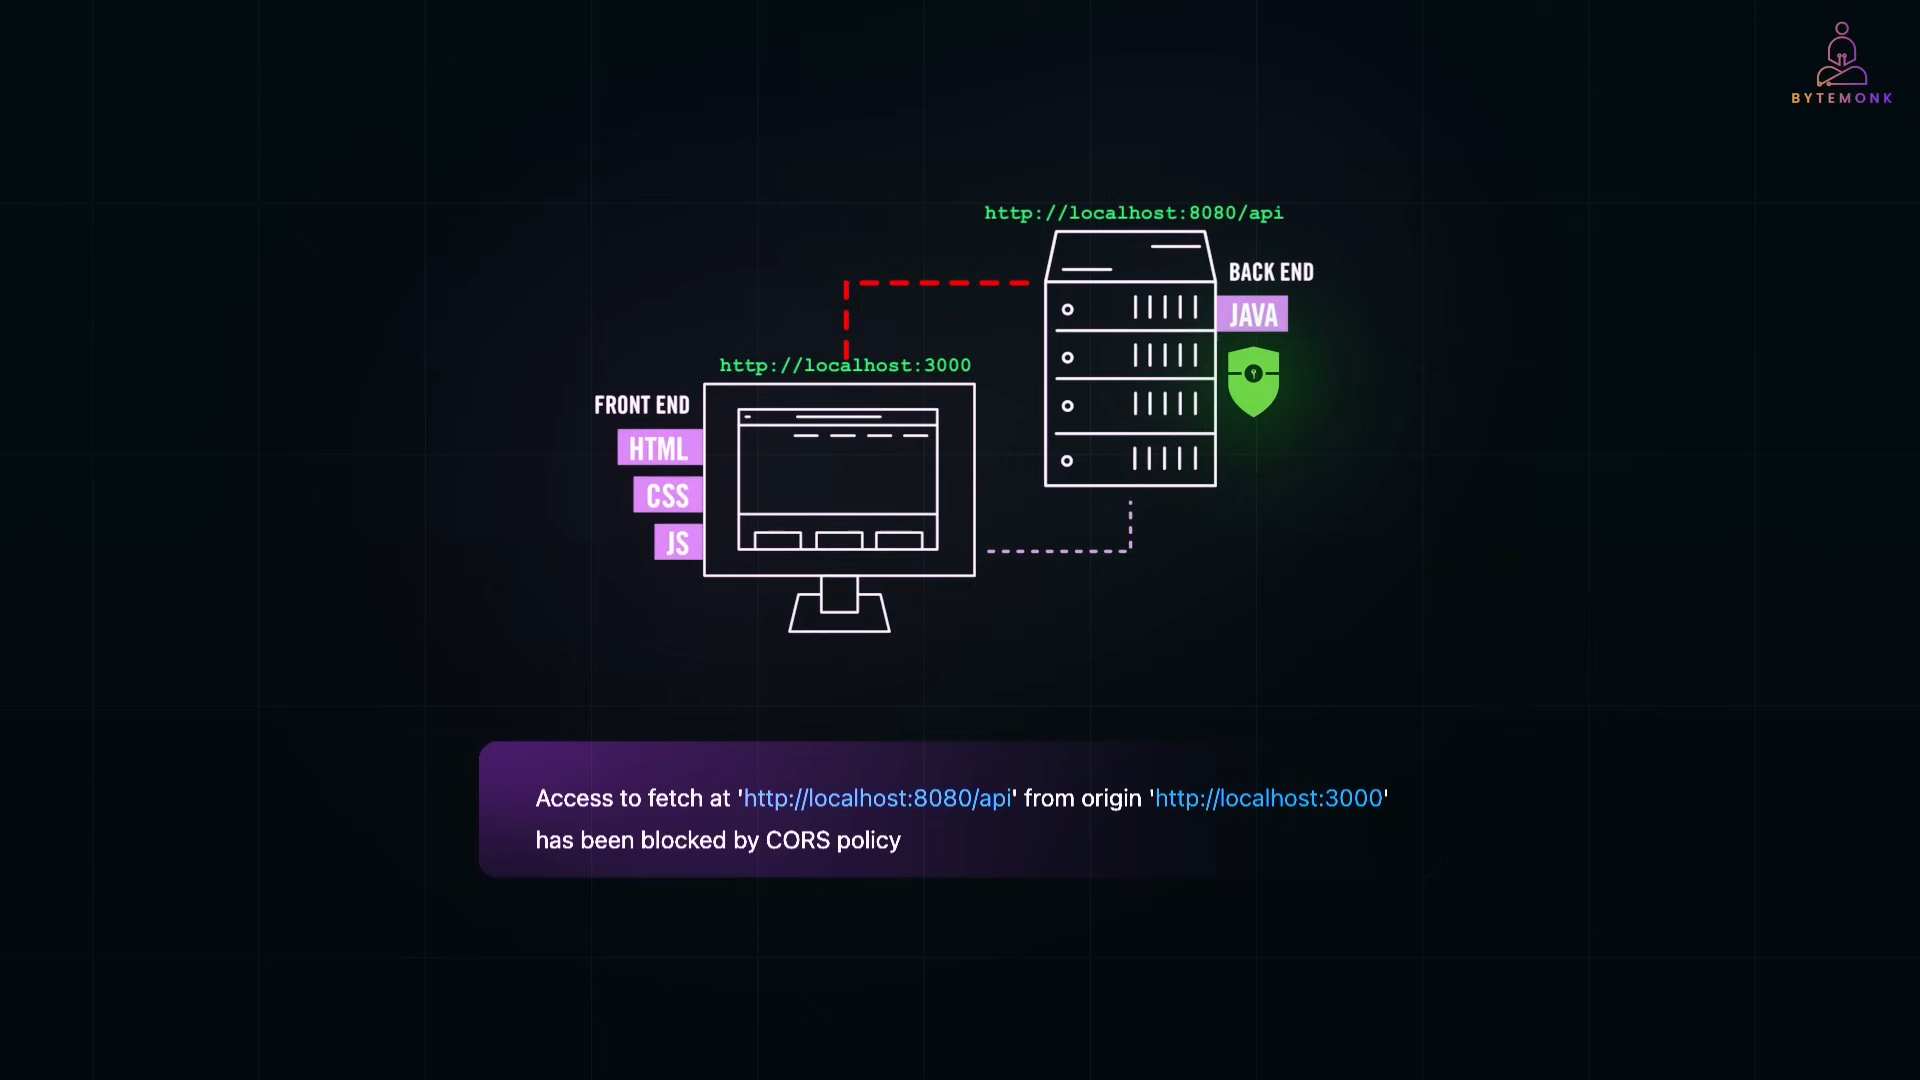 BYTEMONK
http://localhost:8080/api
BACK END
JAVA
http://localhost:3000
FRONT END
HTML
CSS
JS
Access to fetch at 'http://localhost:8080/api' from origin 'http://localhost:3000'
has been blocked by CORS policy